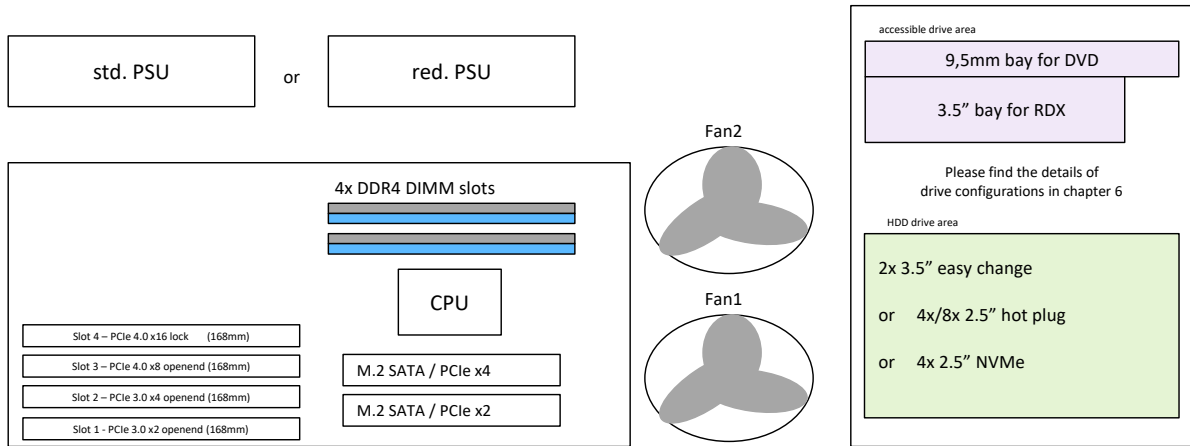 std. PSU
or
red. PSU
4x DDR4 DIMM slots
CPU
Slot 4 – PCIe 4.0 x16 lock (168mm)
Slot 3 – PCIe 4.0 x8 openend (168mm)
Slot 2 – PCIe 3.0 x4 openend (168mm)
Slot 1 - PCIe 3.0 x2 openend (168mm)
M.2 SATA / PCIe x4
M.2 SATA / PCIe x2
Fan2
Fan1
accessible drive area
9,5mm bay for DVD
3.5” bay for RDX
Please find the details of
drive configurations in chapter 6
HDD drive area
2x 3.5” easy change
or 4x/8x 2.5” hot plug
or 4x 2.5” NVMe